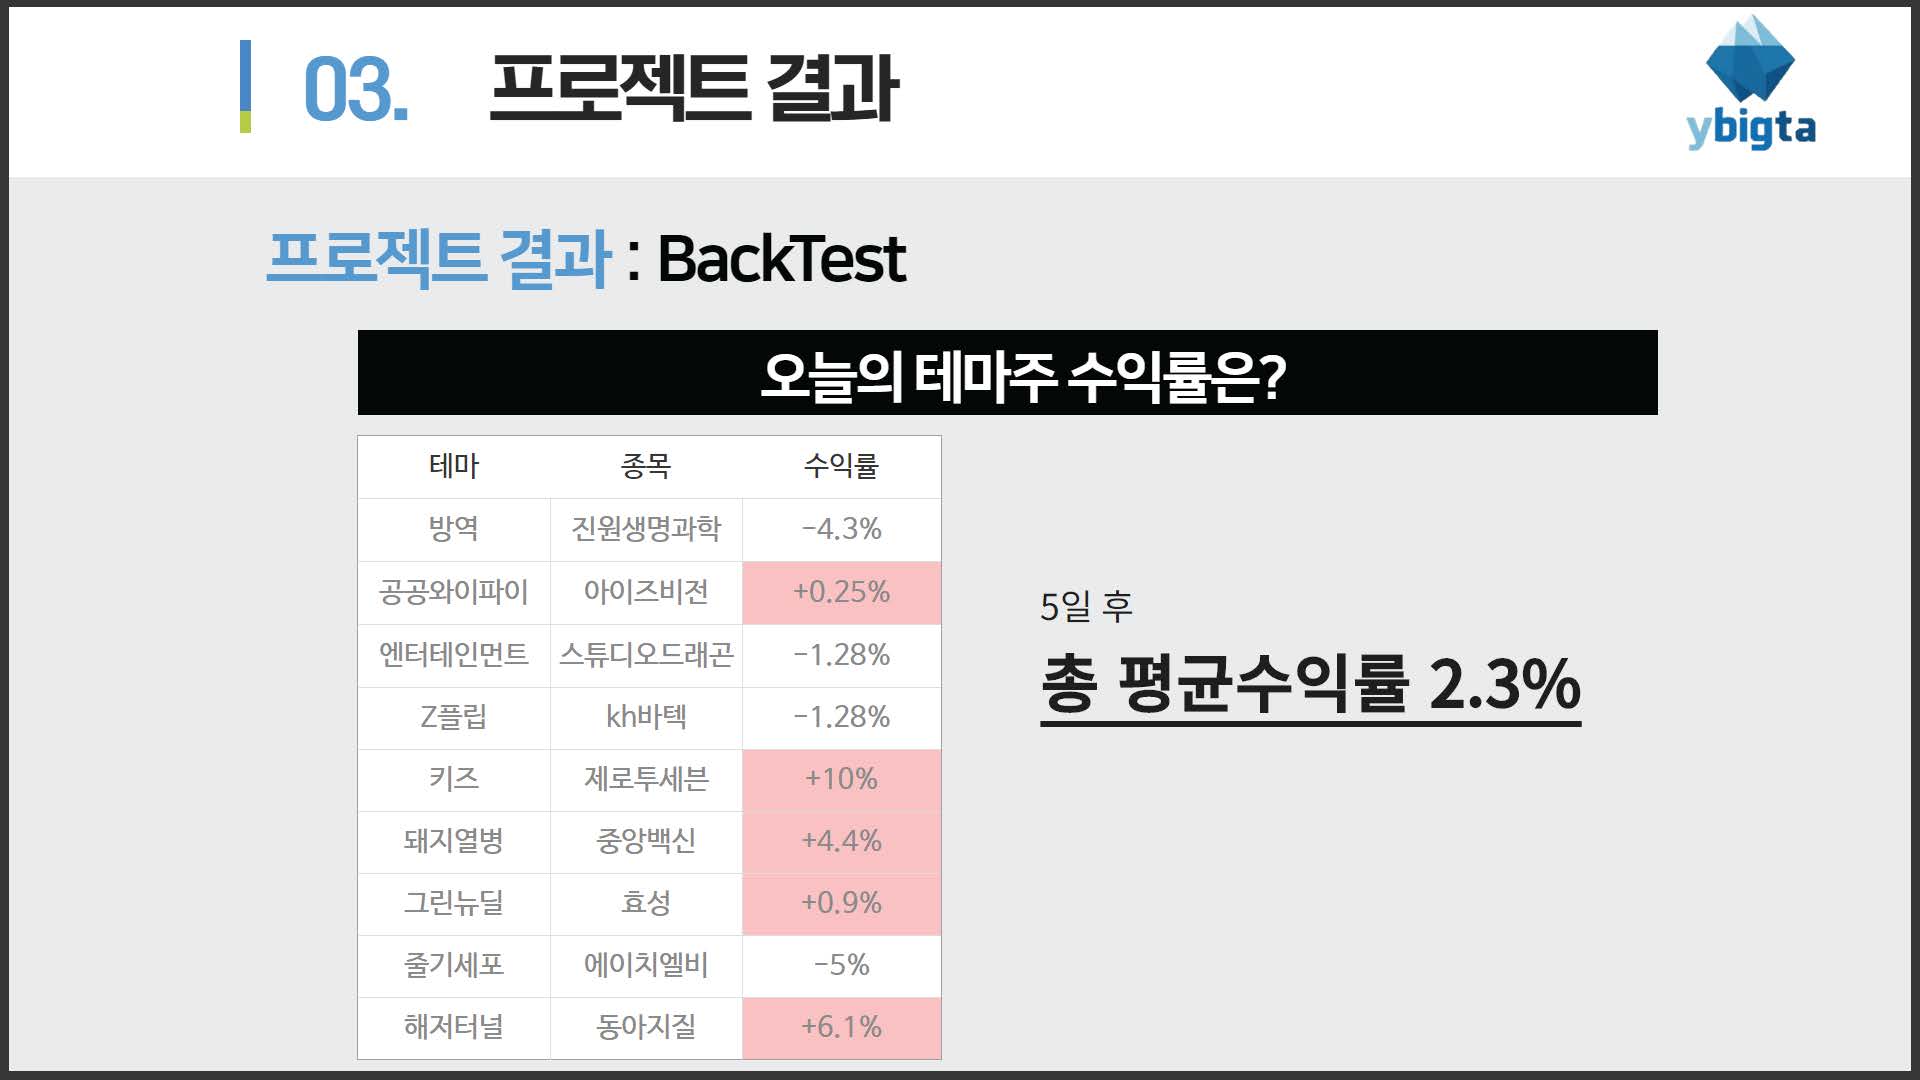 03. 프로젝트 결과
ybigta
프로젝트 결과 : BackTest
오늘의 테마주 수익률은?
테마 종목 수익률
방역 진원생명과학 -4.3%
공공와이파이 아이즈비전 +0.25%
엔터테인먼트 스튜디오드래곤 -1.28%
Z플립 kh바텍 -1.28%
키즈 제로투세븐 +10%
돼지열병 중앙백신 +4.4%
그린뉴딜 효성 +0.9%
줄기세포 에이치엘비 -5%
해저터널 동아지질 +6.1%
5일 후
총 평균수익률 2.3%